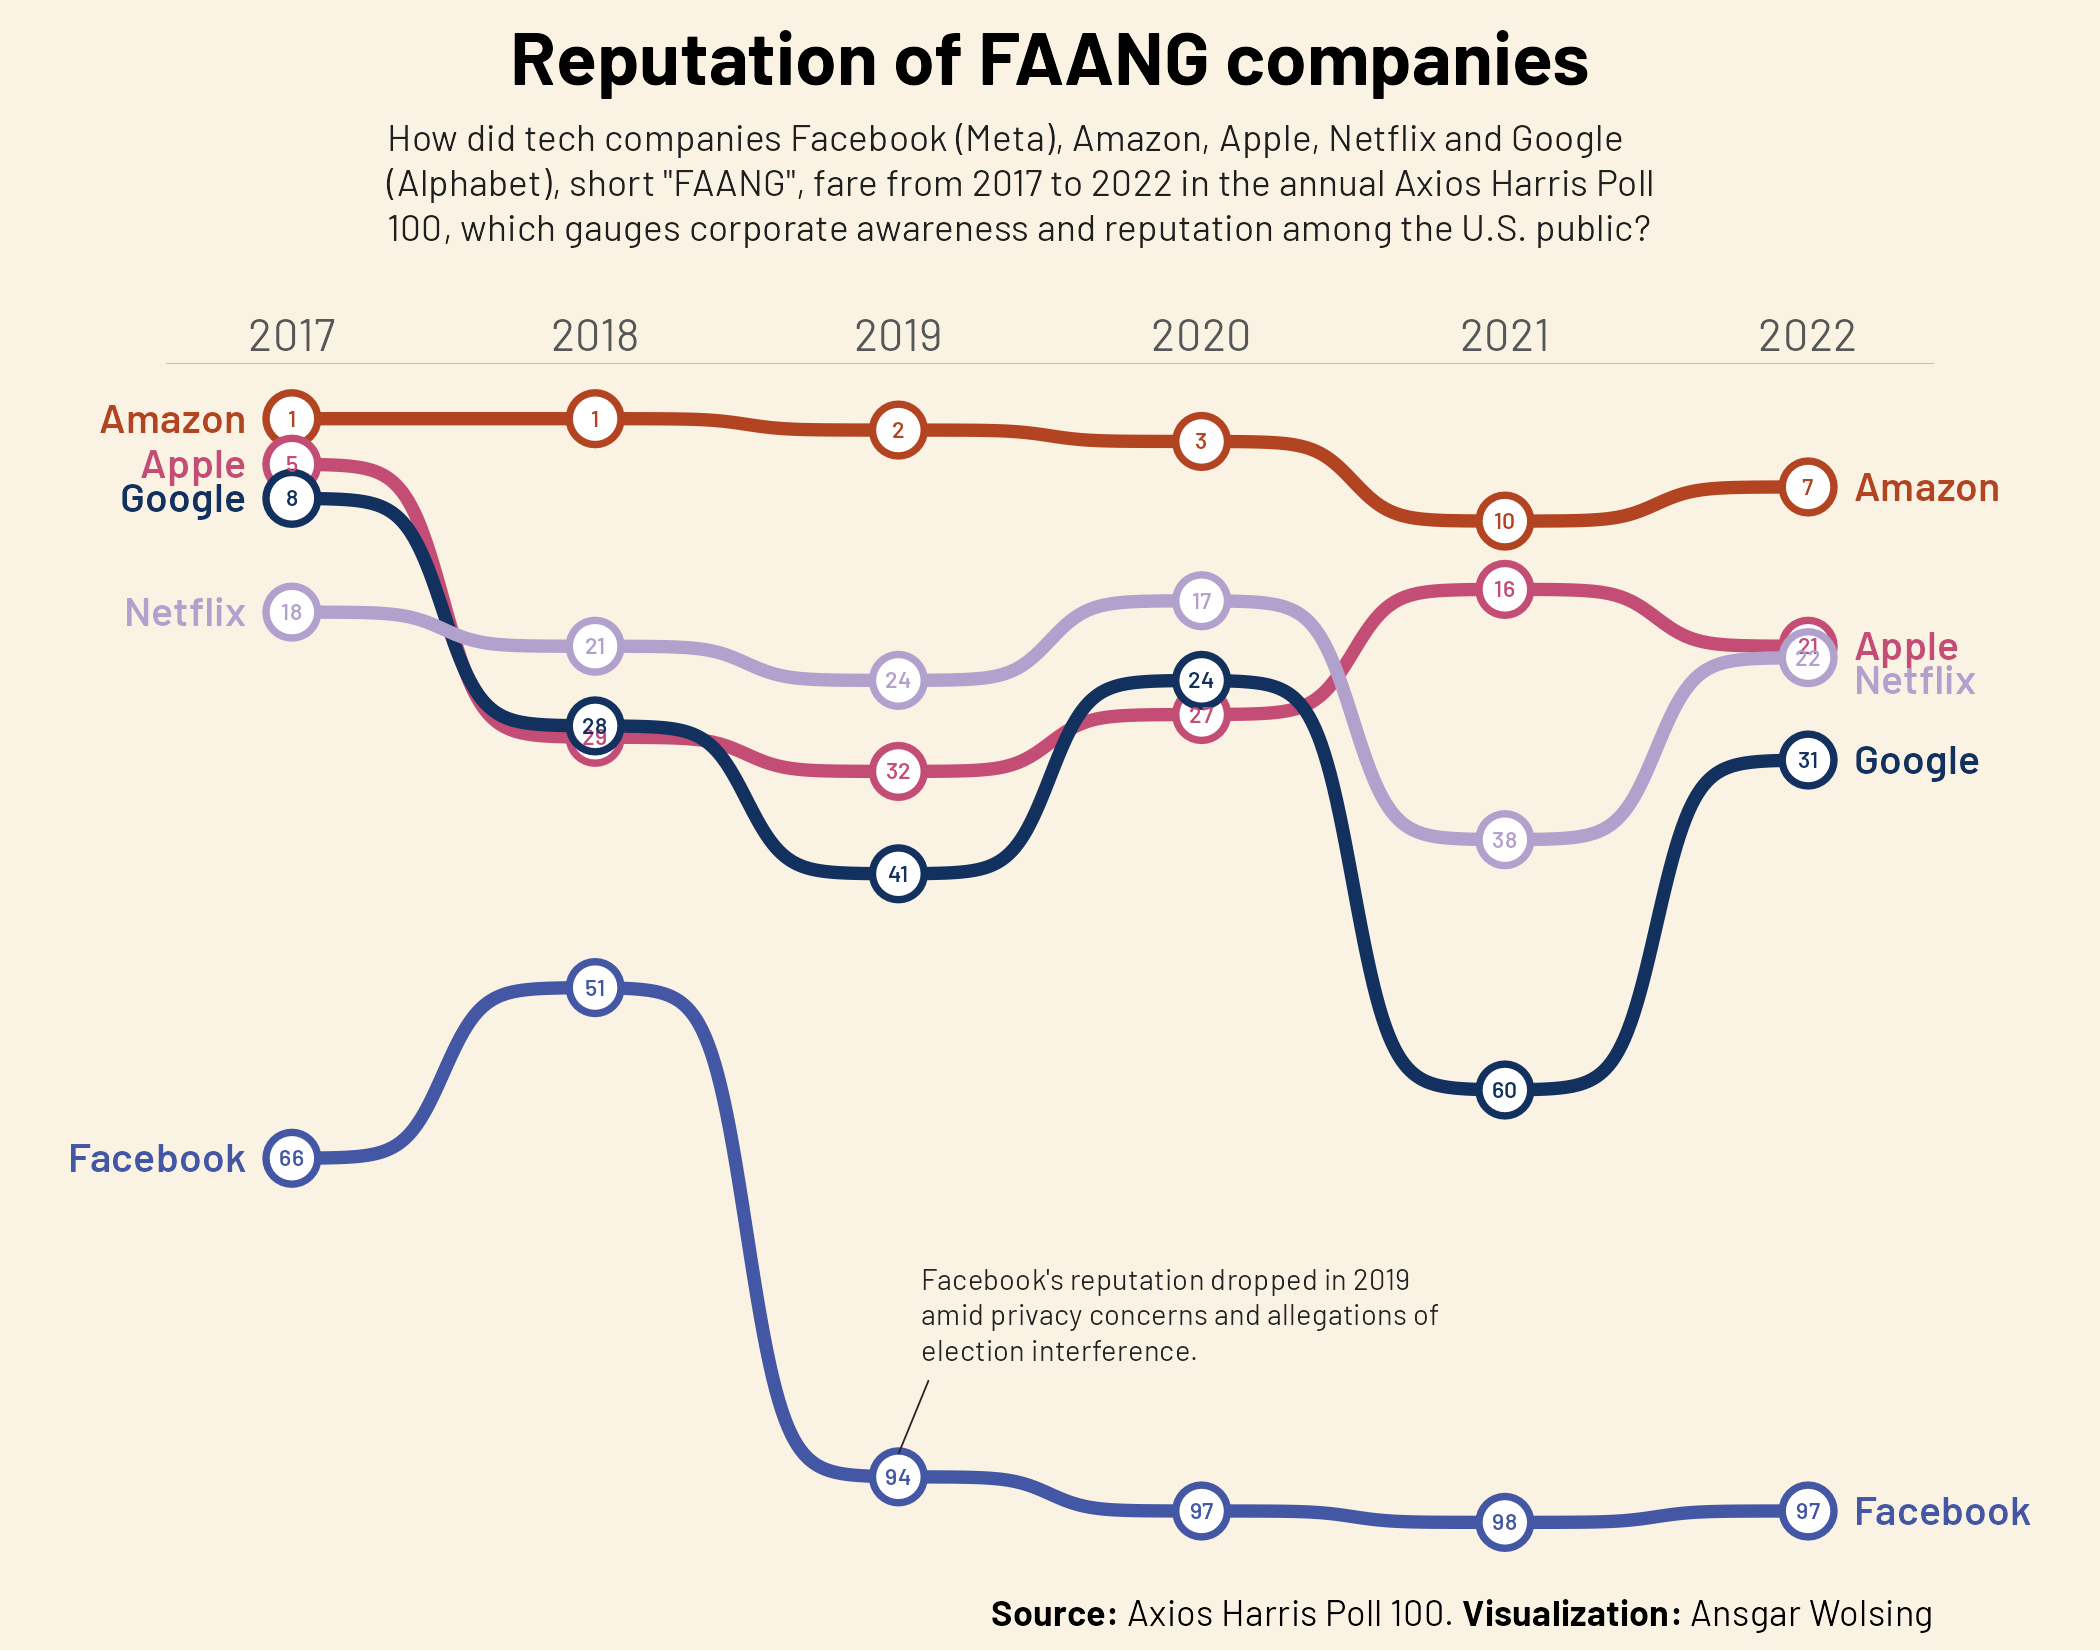 Reputation of FAANG companies
How did tech companies Facebook (Meta), Amazon, Apple, Netflix and Google
(Alphabet), short "FAANG", fare from 2017 to 2022 in the annual Axios Harris Poll
100, which gauges corporate awareness and reputation among the U.S. public?
2017 2018 2019 2020 2021 2022
Amazon 1 1 2 3 10 7 Amazon
Apple 5 29 32 27 16 21 Apple
Google 8 28 41 24 60 31 Google
Netflix 18 21 24 17 38 22 Netflix
Facebook 66 51 94 97 98 97 Facebook
Facebook's reputation dropped in 2019
amid privacy concerns and allegations of
election interference.
Source: Axios Harris Poll 100. Visualization: Ansgar Wolsing